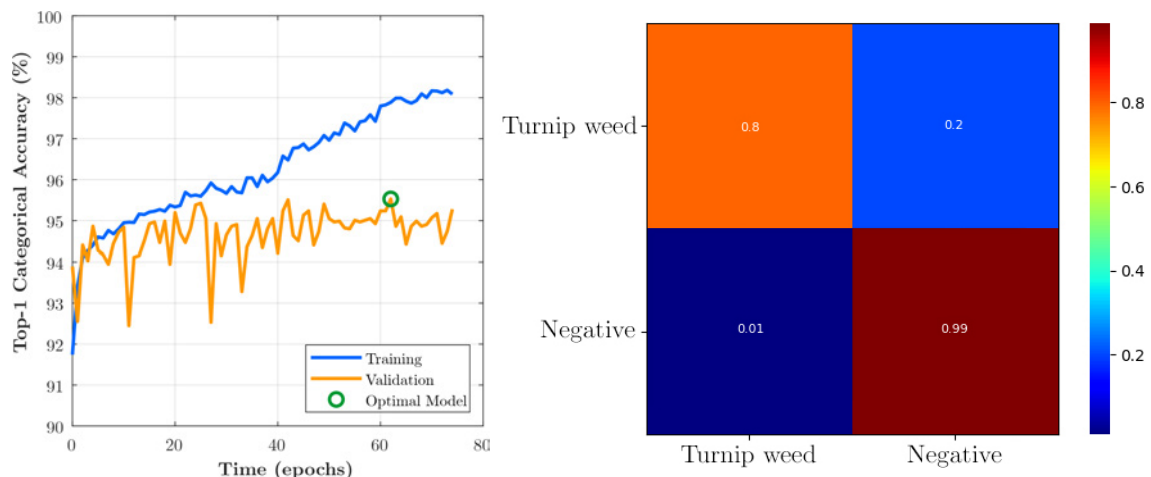 Top-1 Categorical Accuracy (%)
100
99
98
97
96
95
94
93
92
91
90
0
20
40
60
80
Time (epochs)
Training
Validation
Optimal Model
Turnip weed
Negative
0.8
0.2
0.01
0.99
Turnip weed
Negative
0.8
0.6
0.4
0.2